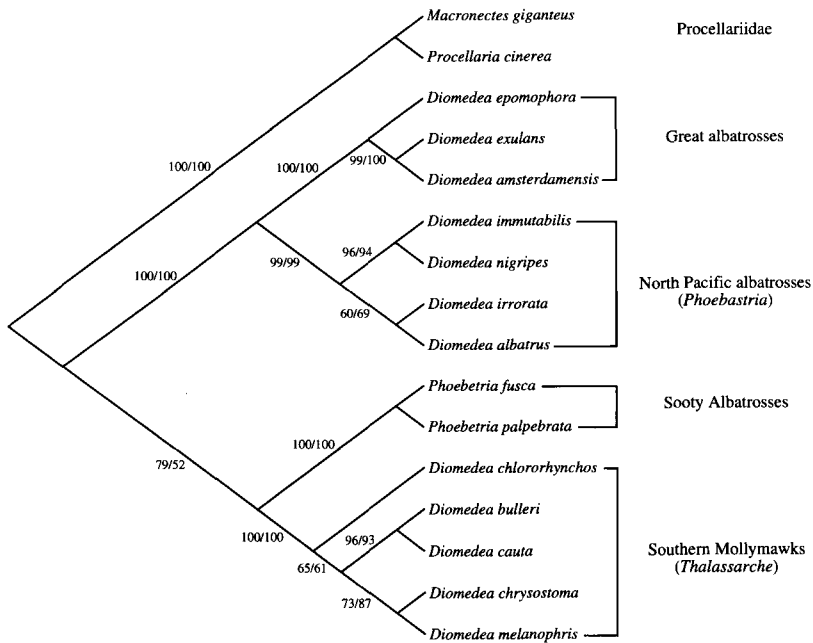 Macronectes giganteus
Procellaria cinerea
Procellariidae
Diomedea epomophora
Diomedea exulans
Diomedea amsterdamensis
Great albatrosses
100/100
100/100
99/100
Diomedea immutabilis
Diomedea nigripes
Diomedea irrorata
Diomedea albatrus
North Pacific albatrosses
(Phoebastria)
100/100
99/99
96/94
60/69
Phoebetria fusca
Phoebetria palpebrata
Sooty Albatrosses
100/100
79/52
Diomedea chlororhynchos
Diomedea bulleri
Diomedea cauta
Diomedea chrysostoma
Diomedea melanophris
Southern Mollymawks
(Thalassarche)
100/100
96/93
65/61
73/87